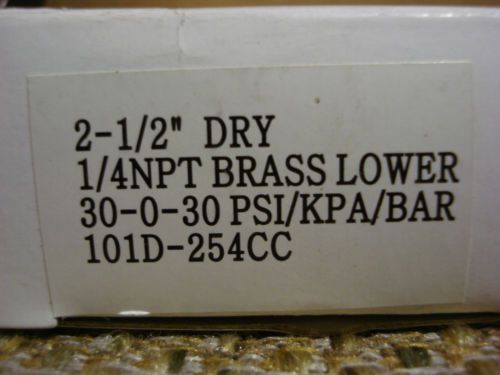 2-1/2" DRY
1/4NPT BRASS LOWER
30-0-30 PSI/KPA/BAR
101D-254CC